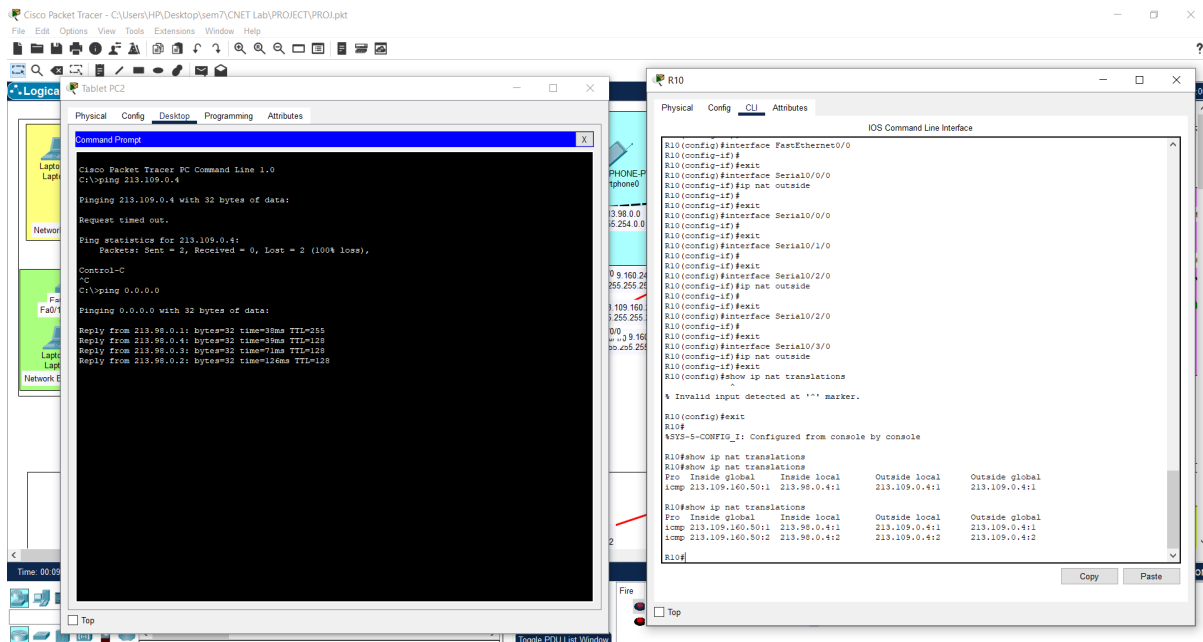 Cisco Packet Tracer - C:\Users\HP\Desktop\sem7\CNET Lab\PROJECT\PROJ.pkt
File Edit Options View Tools Extensions Window Help
Logica
Tablet PC2
Physical Config Desktop Programming Attributes
Command Prompt X
Cisco Packet Tracer PC Command Line 1.0
C:\>ping 213.109.0.4
Pinging 213.109.0.4 with 32 bytes of data:
Request timed out.
Ping statistics for 213.109.0.4:
Packets: Sent = 2, Received = 0, Lost = 2 (100% loss),
Control-C
^C
C:\>ping 0.0.0.0
Pinging 0.0.0.0 with 32 bytes of data:
Reply from 213.98.0.1: bytes=32 time=38ms TTL=255
Reply from 213.98.0.4: bytes=32 time=39ms TTL=128
Reply from 213.98.0.3: bytes=32 time=71ms TTL=128
Reply from 213.98.0.2: bytes=32 time=126ms TTL=128
Top
Lapto
Lapt
Networ
Fa0/1
Lapto
Lapt
Network E
Time: 00:09
PHONE-P
tphone0
3.98.0.0
Fire
Toggle PDU List Window
R10
Physical Config CLI Attributes
IOS Command Line Interface
R10(config)#interface FastEthernet0/0
R10(config-if)#
R10(config-if)#exit
R10(config)#interface Serial0/0/0
R10(config-if)#ip nat outside
R10(config-if)#
R10(config-if)#exit
R10(config)#interface Serial0/0/0
R10(config-if)#
R10(config-if)#exit
R10(config)#interface Serial0/1/0
R10(config-if)#
R10(config-if)#exit
R10(config)#interface Serial0/2/0
R10(config-if)#ip nat outside
R10(config-if)#
R10(config-if)#exit
R10(config)#interface Serial0/2/0
R10(config-if)#
R10(config-if)#exit
R10(config)#interface Serial0/3/0
R10(config-if)#ip nat outside
R10(config-if)#exit
R10(config)#show ip nat translations
^
% Invalid input detected at '^' marker.
R10(config)#exit
R10#
%SYS-5-CONFIG_I: Configured from console by console
R10#show ip nat translations
R10#show ip nat translations
Pro Inside global Inside local Outside local Outside global
icmp 213.109.160.50:1 213.98.0.4:1 213.109.0.4:1 213.109.0.4:1
R10#show ip nat translations
Pro Inside global Inside local Outside local Outside global
icmp 213.109.160.50:1 213.98.0.4:1 213.109.0.4:1 213.109.0.4:1
icmp 213.109.160.50:2 213.98.0.4:2 213.109.0.4:2 213.109.0.4:2
R10#
Copy Paste
Top